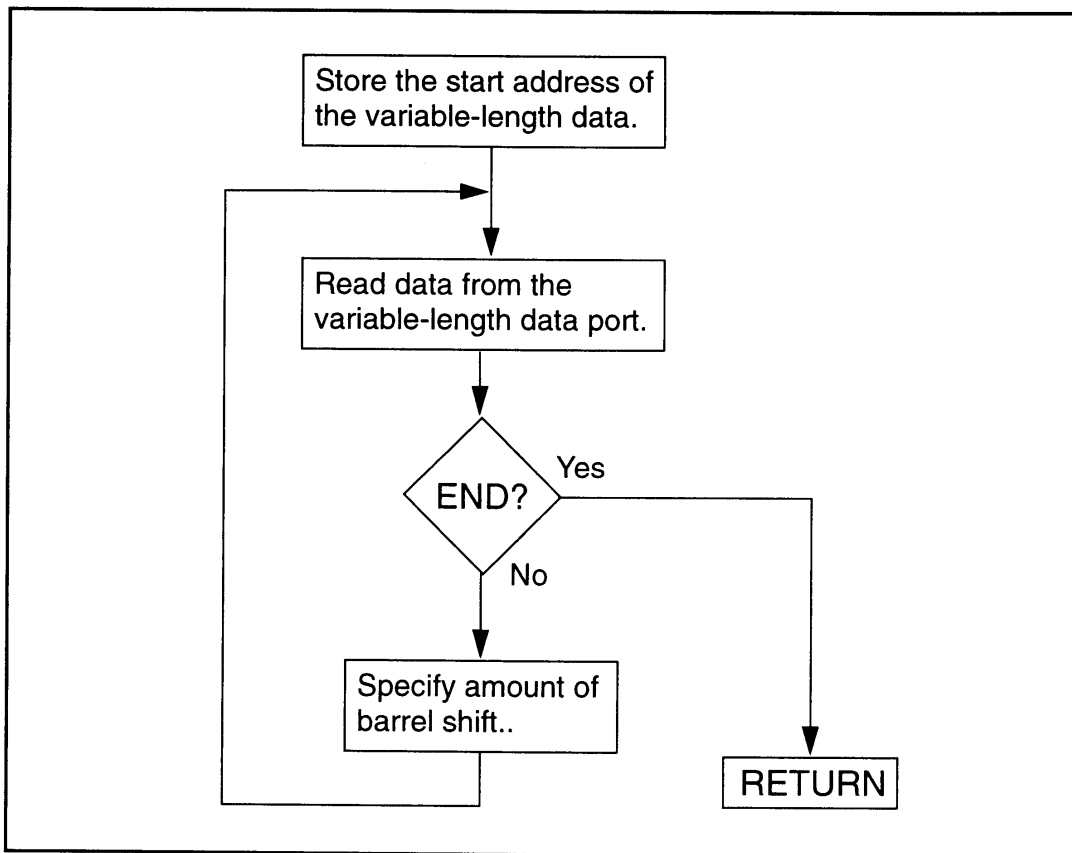 Store the start address of
the variable-length data.
Read data from the
variable-length data port.
END?
Yes
No
Specify amount of
barrel shift..
RETURN